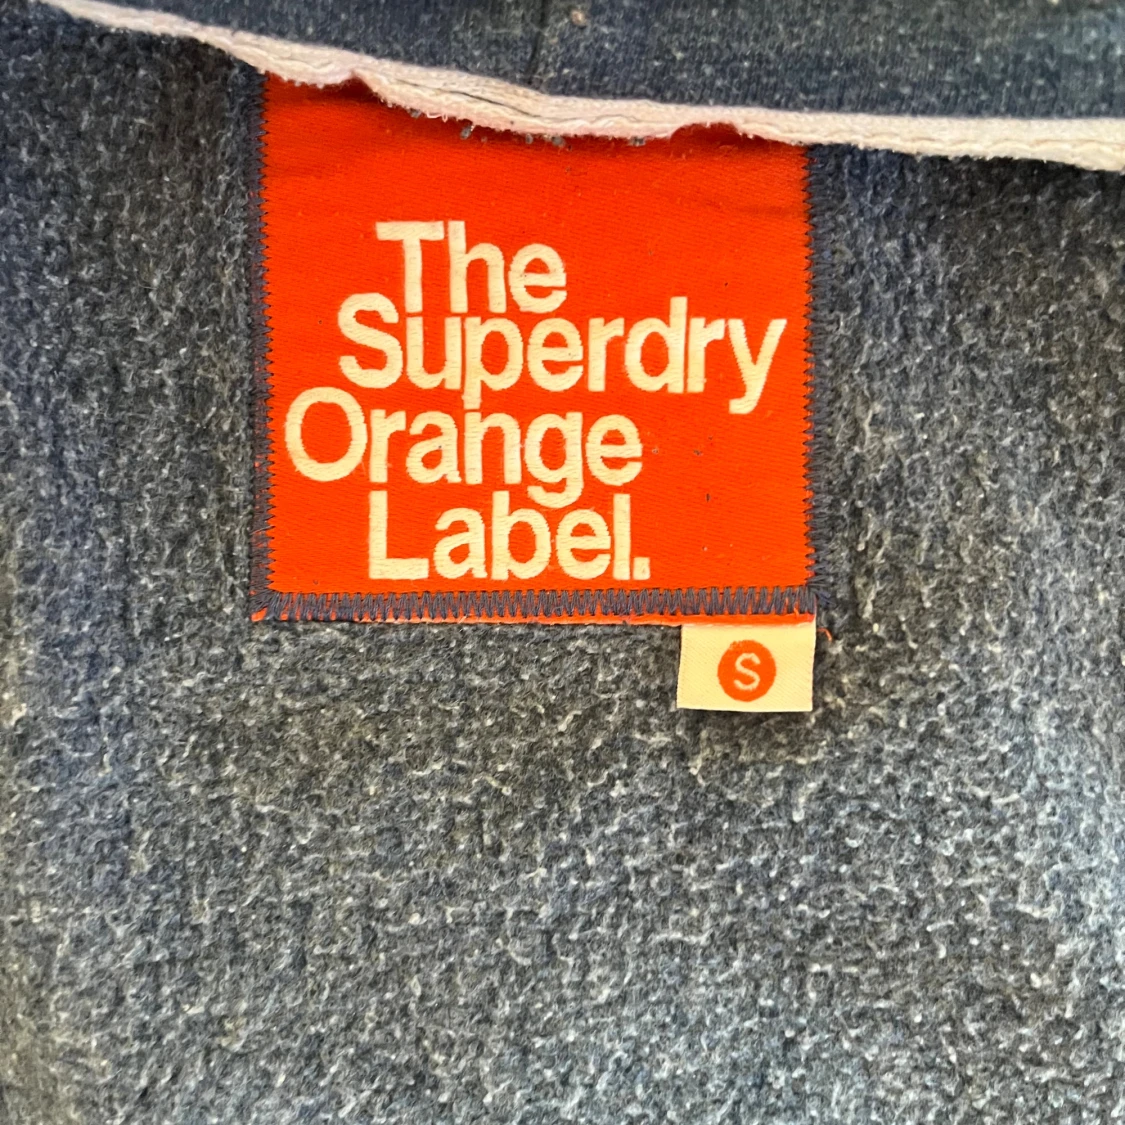 The
Superdry
Orange
Label.
S